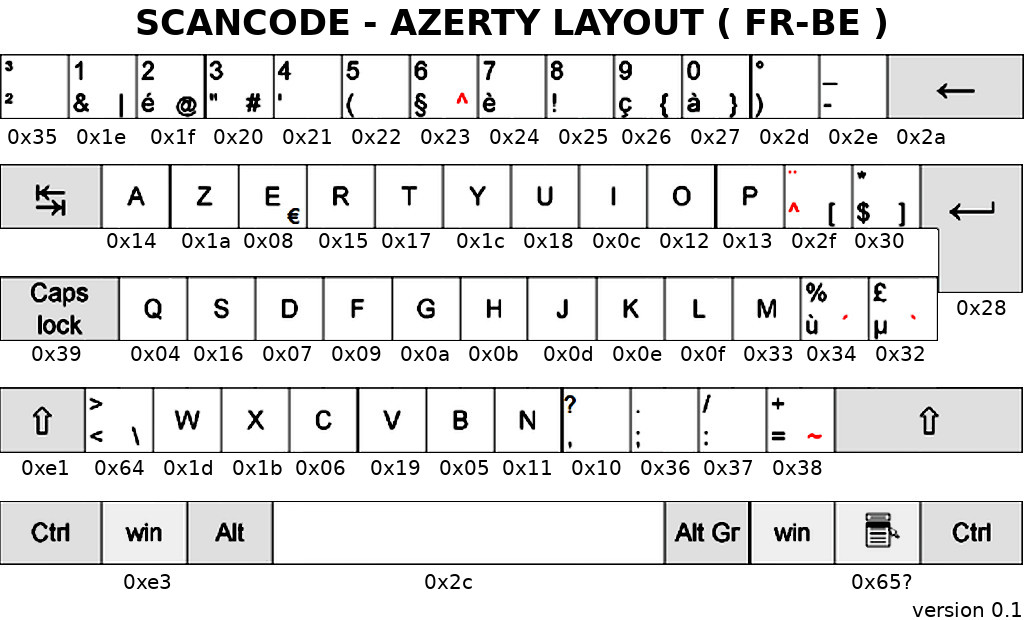 SCANCODE - AZERTY LAYOUT ( FR-BE )
³ 1 2 3 4 5 6 7 8 9 0 ° _
² & | é @ " # ' ( § ^ è ! ç { à } ) - ←
0x35 0x1e 0x1f 0x20 0x21 0x22 0x23 0x24 0x25 0x26 0x27 0x2d 0x2e 0x2a
A Z E € R T Y U I O P ¨ ^ [ * $ ]
0x14 0x1a 0x08 0x15 0x17 0x1c 0x18 0x0c 0x12 0x13 0x2f 0x30
0x28
Caps lock Q S D F G H J K L M % ù ´ £ µ `
0x39 0x04 0x16 0x07 0x09 0x0a 0x0b 0x0d 0x0e 0x0f 0x33 0x34 0x32
⇧ > < \ W X C V B N ? , . ; / : + = ~ ⇧
0xe1 0x64 0x1d 0x1b 0x06 0x19 0x05 0x11 0x10 0x36 0x37 0x38
Ctrl win Alt Alt Gr win Ctrl
0xe3 0x2c 0x65?
version 0.1